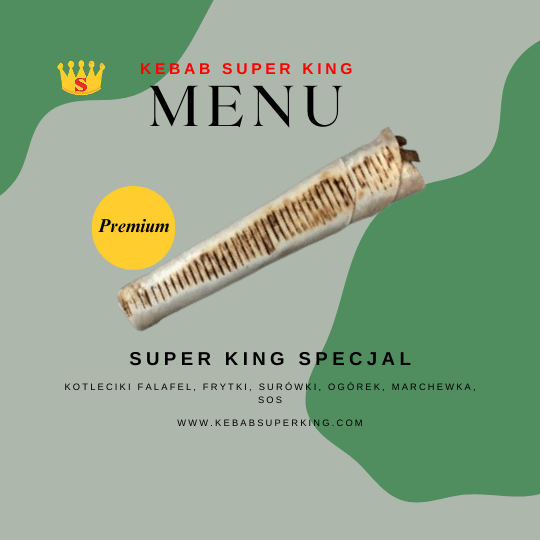 S
KEBAB SUPER KING
MENU
Premium
SUPER KING SPECJAL
KOTLECIKI FALAFEL, FRYTKI, SURÓWKI, OGÓREK, MARCHEWKA,
SOS
WWW.KEBABSUPERKING.COM